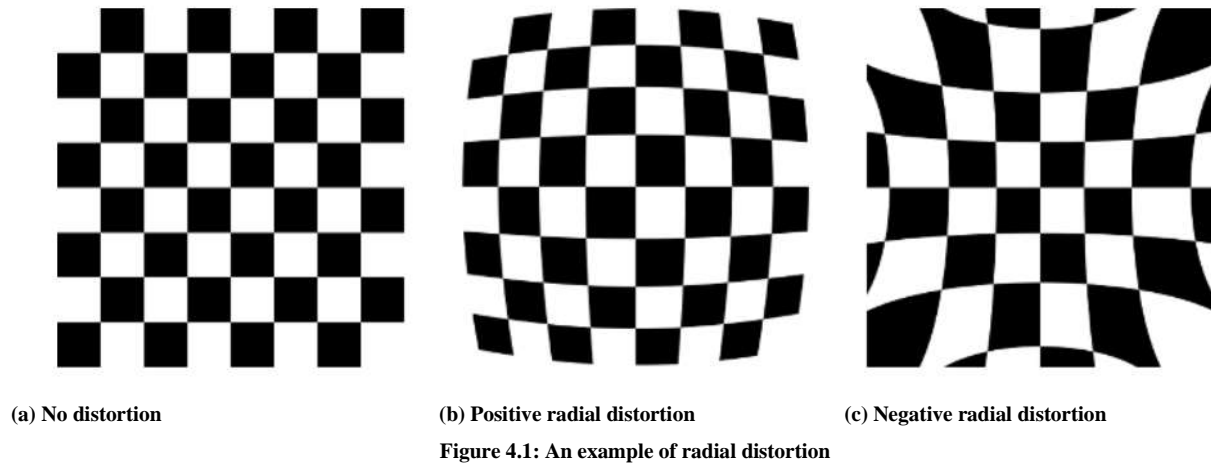 (a) No distortion
(b) Positive radial distortion
(c) Negative radial distortion
Figure 4.1: An example of radial distortion